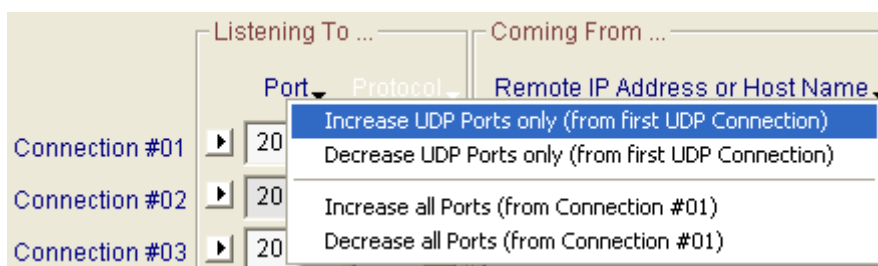 Listening To ... Coming From ...
Port Protocol Remote IP Address or Host Name
Increase UDP Ports only (from first UDP Connection)
Connection #01 20
Decrease UDP Ports only (from first UDP Connection)
Connection #02 20
Increase all Ports (from Connection #01)
Decrease all Ports (from Connection #01)
Connection #03 20